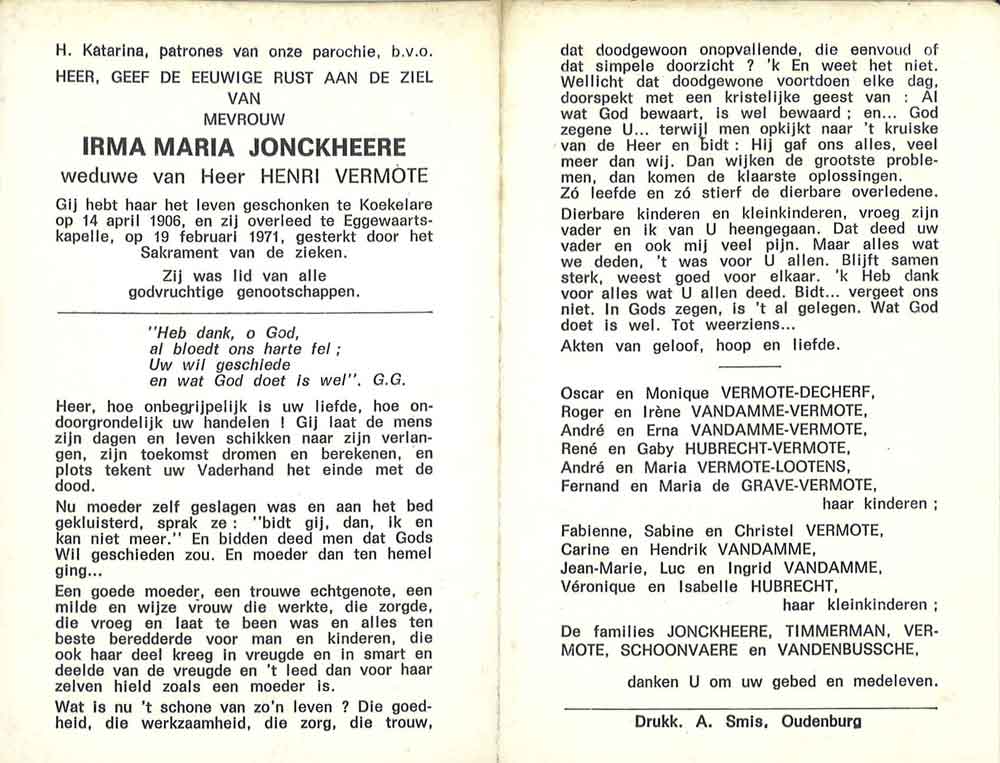 H. Katarina, patrones van onze parochie, b.v.o.
HEER, GEEF DE EEUWIGE RUST AAN DE ZIEL
VAN
MEVROUW
IRMA MARIA JONCKHEERE
weduwe van Heer HENRI VERMÒTE
Gij hebt haar het leven geschonken te Koekelare
op 14 april 1906, en zij overleed te Eggewaarts-
kapelle, op 19 februari 1971, gesterkt door het
Sakrament van de zieken.
Zij was lid van alle
godvruchtige genootschappen.
"Heb dank, o God,
al bloedt ons harte fel ;
Uw wil geschiede
en wat God doet is wel". G.G.
Heer, hoe onbegrijpelijk is uw liefde, hoe on-
doorgrondelijk uw handelen ! Gij laat de mens
zijn dagen en leven schikken naar zijn verlan-
gen, zijn toekomst dromen en berekenen, en
plots tekent uw Vaderhand het einde met de
dood.
Nu moeder zelf geslagen was en aan het bed
gekluisterd, sprak ze : "bidt gij, dan, ik en
kan niet meer." En bidden deed men dat Gods
Wil geschieden zou. En moeder dan ten hemel
ging...
Een goede moeder, een trouwe echtgenote, een
milde en wijze vrouw die werkte, die zorgde,
die vroeg en laat te been was en alles ten
beste beredderde voor man en kinderen, die
ook haar deel kreeg in vreugde en in smart en
deelde van de vreugde en 't leed dan voor haar
zelven hield zoals een moeder is.
Wat is nu 't schone van zo'n leven ? Die goed-
heid, die werkzaamheid, die zorg, die trouw,
dat doodgewoon onopvallende, die eenvoud of
dat simpele doorzicht ? 'k En weet het niet.
Wellicht dat doodgewone voortdoen elke dag,
doorspekt met een kristelijke geest van : Al
wat God bewaart, is wel bewaard ; en... God
zegene U... terwijl men opkijkt naar 't kruiske
van de Heer en bidt : Hij gaf ons alles, veel
meer dan wij. Dan wijken de grootste proble-
men, dan komen de klaarste oplossingen.
Zó leefde en zó stierf de dierbare overledene.
Dierbare kinderen en kleinkinderen, vroeg zijn
vader en ik van U heengegaan. Dat deed uw
vader en ook mij veel pijn. Maar alles wat
we deden, 't was voor U allen. Blijft samen
sterk, weest goed voor elkaar. 'k Heb dank
voor alles wat U allen deed. Bidt... vergeet ons
niet. In Gods zegen, is 't al gelegen. Wat God
doet is wel. Tot weerziens...
Akten van geloof, hoop en liefde.
Oscar en Monique VERMOTE-DECHERF,
Roger en Irène VANDAMME-VERMOTE,
André en Erna VANDAMME-VERMOTE,
René en Gaby HUBRECHT-VERMOTE,
André en Maria VERMOTE-LOOTENS,
Fernand en Maria de GRAVE-VERMOTE,
haar kinderen ;
Fabienne, Sabine en Christel VERMOTE,
Carine en Hendrik VANDAMME,
Jean-Marie, Luc en Ingrid VANDAMME,
Véronique en Isabelle HUBRECHT,
haar kleinkinderen ;
De families JONCKHEERE, TIMMERMAN, VER-
MOTE, SCHOONVAERE en VANDENBUSSCHE,
danken U om uw gebed en medeleven.
Drukk. A. Smis, Oudenburg